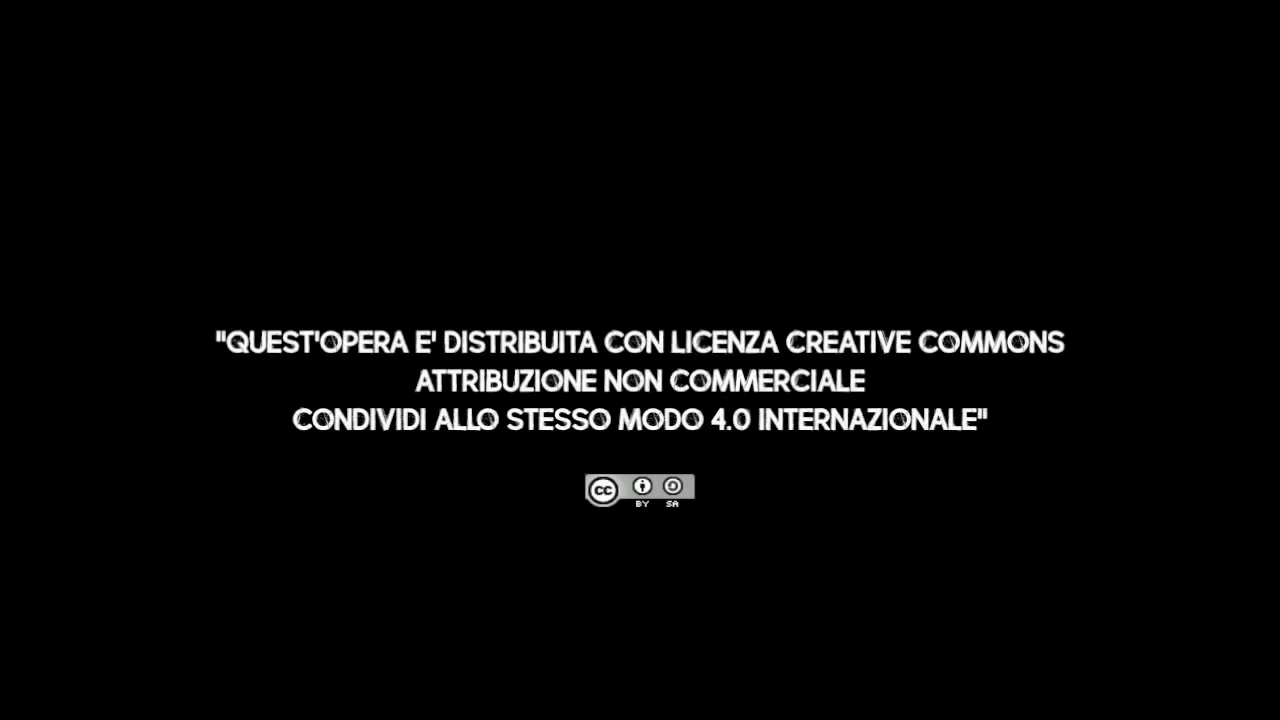 "QUEST'OPERA E' DISTRIBUITA CON LICENZA CREATIVE COMMONS
ATTRIBUZIONE NON COMMERCIALE
CONDIVIDI ALLO STESSO MODO 4.0 INTERNAZIONALE"
CC
BY SA